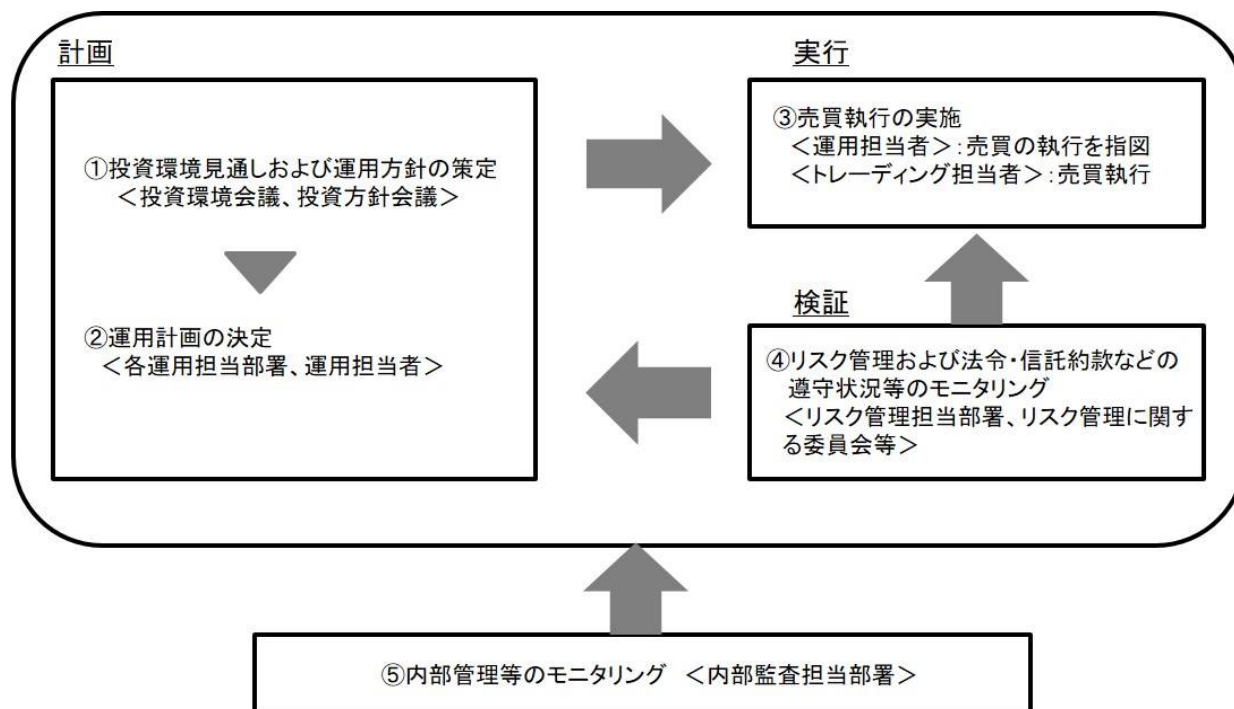 計画
①投資環境見通しおよび運用方針の策定
＜投資環境会議、投資方針会議＞
②運用計画の決定
＜各運用担当部署、運用担当者＞
実行
③売買執行の実施
＜運用担当者＞：売買の執行を指図
＜トレーディング担当者＞：売買執行
検証
④リスク管理および法令・信託約款などの
遵守状況等のモニタリング
＜リスク管理担当部署、リスク管理に関す
る委員会等＞
⑤内部管理等のモニタリング　＜内部監査担当部署＞